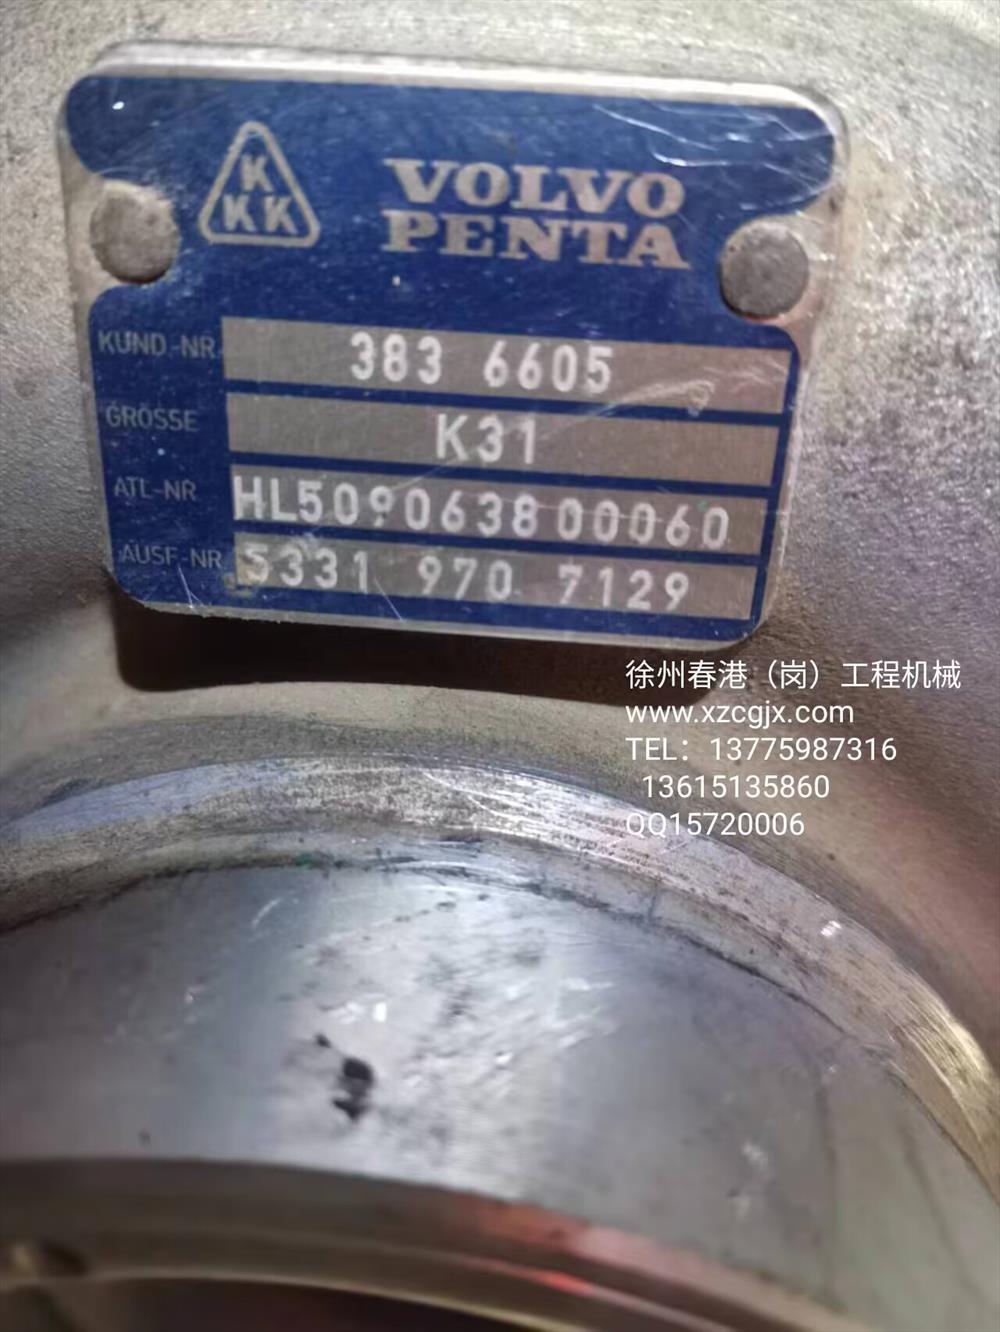 K
KK
VOLVO
PENTA
KUND.-NR. 383 6605
GRÖSSE K31
ATL-NR HL5090638 00060
AUSF-NR 5331 970 7129
徐州春港（岗）工程机械
www.xzcgjx.com
TEL：13775987316
13615135860
QQ15720006